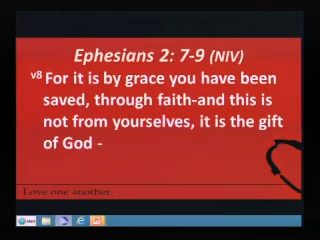 Ephesians 2: 7-9 (NIV)
v8 For it is by grace you have been
saved, through faith-and this is
not from yourselves, it is the gift
of God -
Love one another.
start